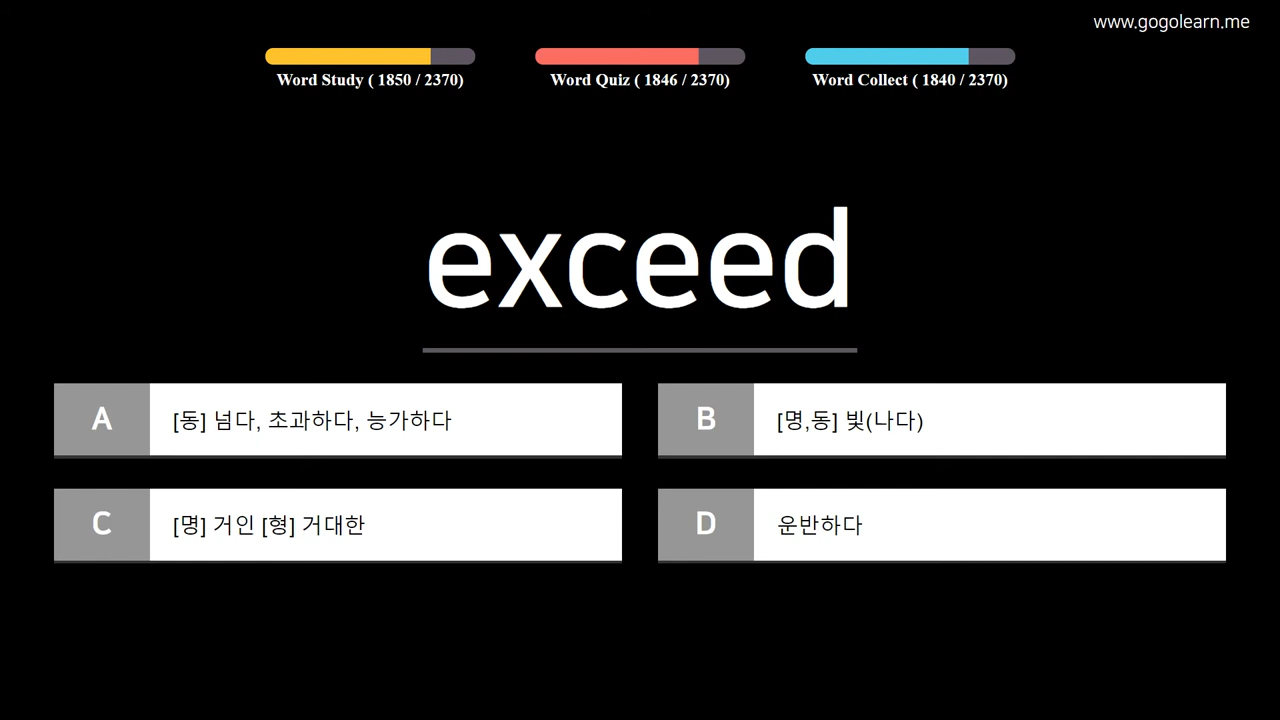 www.gogolearn.me
Word Study ( 1850 / 2370)
Word Quiz ( 1846 / 2370)
Word Collect ( 1840 / 2370)
exceed
A
[동] 넘다, 초과하다, 능가하다
B
[명,동] 빛(나다)
C
[명] 거인 [형] 거대한
D
운반하다